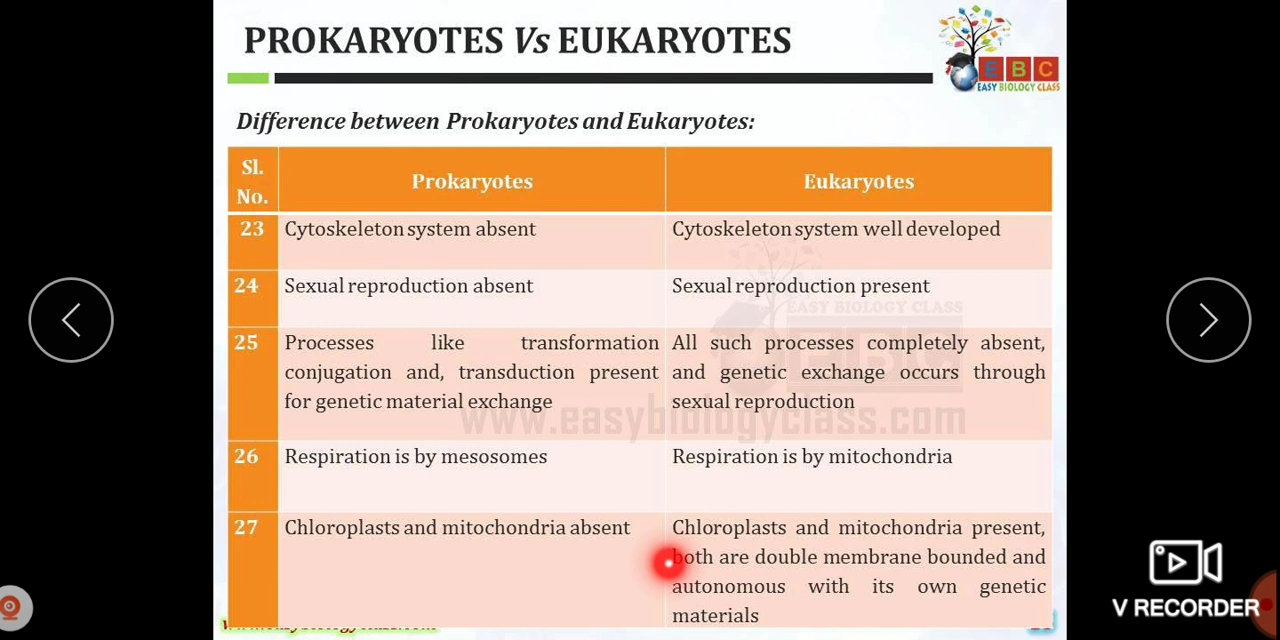 PROKARYOTES Vs EUKARYOTES
E B C
EASY BIOLOGY CLASS
Difference between Prokaryotes and Eukaryotes:
Sl.
No.
Prokaryotes
Eukaryotes
23
Cytoskeleton system absent
Cytoskeleton system well developed
24
Sexual reproduction absent
Sexual reproduction present
EASY BIOLOGY CLASS
25
Processes like transformation
conjugation and, transduction present
for genetic material exchange
All such processes completely absent,
and genetic exchange occurs through
sexual reproduction
EBC
www.easybiologyclass.com
26
Respiration is by mesosomes
Respiration is by mitochondria
27
Chloroplasts and mitochondria absent
Chloroplasts and mitochondria present,
both are double membrane bounded and
autonomous with its own genetic
materials
V RECORDER